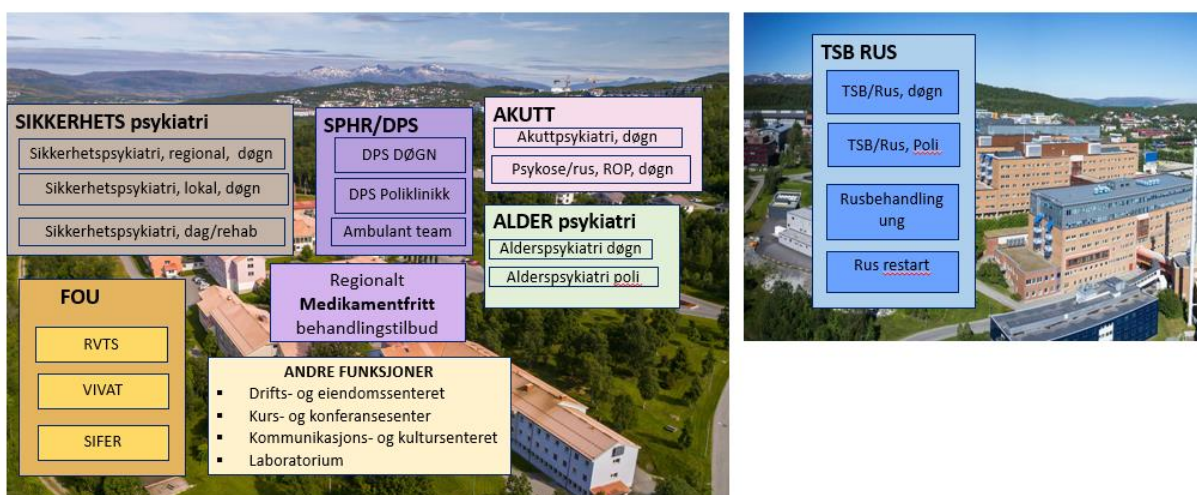 SIKKERHETS psykiatri
Sikkerhetspsykiatri, regional, døgn
Sikkerhetspsykiatri, lokal, døgn
Sikkerhetspsykiatri, dag/rehab
SPHR/DPS
DPS DØGN
DPS Poliklinikk
Ambulant team
AKUTT
Akuttpsykiatri, døgn
Psykose/rus, ROP, døgn
ALDER psykiatri
Alderspsykiatri døgn
Alderspsykiatri poli
FOU
RVTS
VIVAT
SIFER
Regionalt
Medikamentfritt
behandlingstilbud
ANDRE FUNKSJONER
▪ Drifts- og eiendomssenteret
▪ Kurs- og konferansesenter
▪ Kommunikasjons- og kultursenteret
▪ Laboratorium
TSB RUS
TSB/Rus, døgn
TSB/Rus, Poli
Rusbehandling
ung
Rus restart